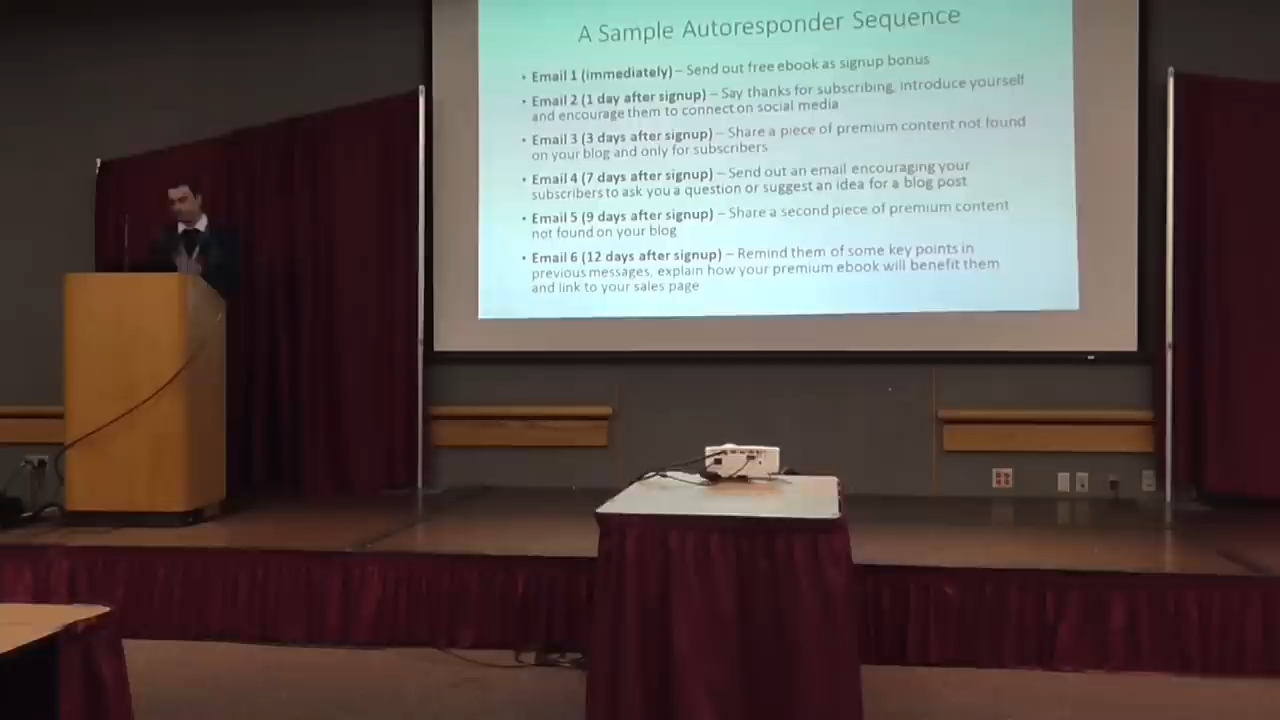 A Sample Autoresponder Sequence
• Email 1 (immediately) – Send out free ebook as signup bonus
• Email 2 (1 day after signup) – Say thanks for subscribing, introduce yourself
and encourage them to connect on social media
• Email 3 (3 days after signup) – Share a piece of premium content not found
on your blog and only for subscribers
• Email 4 (7 days after signup) – Send out an email encouraging your
subscribers to ask you a question or suggest an idea for a blog post
• Email 5 (9 days after signup) – Share a second piece of premium content
not found on your blog
• Email 6 (12 days after signup) – Remind them of some key points in
previous messages, explain how your premium ebook will benefit them
and link to your sales page